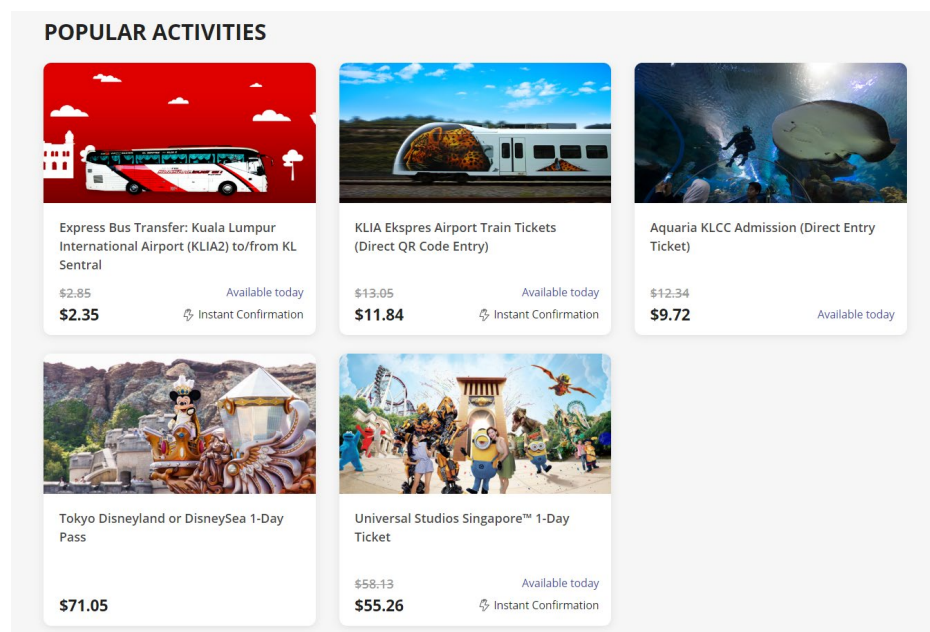 POPULAR ACTIVITIES
Express Bus Transfer: Kuala Lumpur
International Airport (KLIA2) to/from KL
Sentral
$2.85
Available today
$2.35
Instant Confirmation
KLIA Ekspres Airport Train Tickets
(Direct QR Code Entry)
$13.05
Available today
$11.84
Instant Confirmation
Aquaria KLCC Admission (Direct Entry
Ticket)
$12.34
$9.72
Available today
Tokyo Disneyland or DisneySea 1-Day
Pass
$71.05
Universal Studios Singapore™ 1-Day
Ticket
$58.13
Available today
$55.26
Instant Confirmation